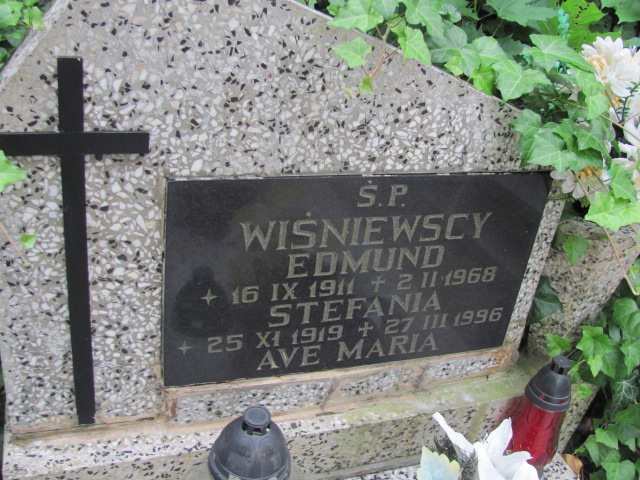 Ś.P.
WIŚNIEWSCY
EDMUND
16 IX 1911 + 2 II 1968
STEFANIA
25 XI 1919 + 27 III 1996
AVE MARIA